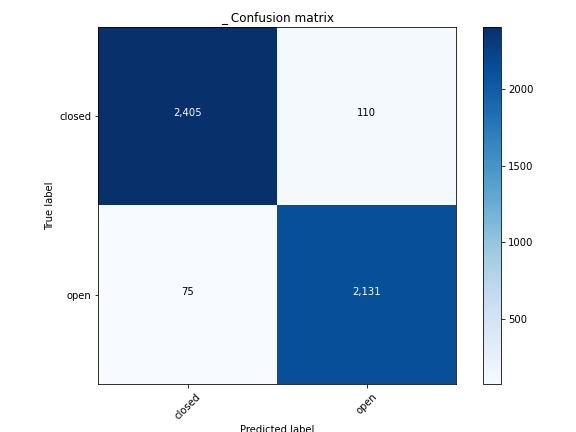 _ Confusion matrix
closed
2,405
110
2000
1500
True label
1000
open
75
2,131
500
closed
open
Predicted label